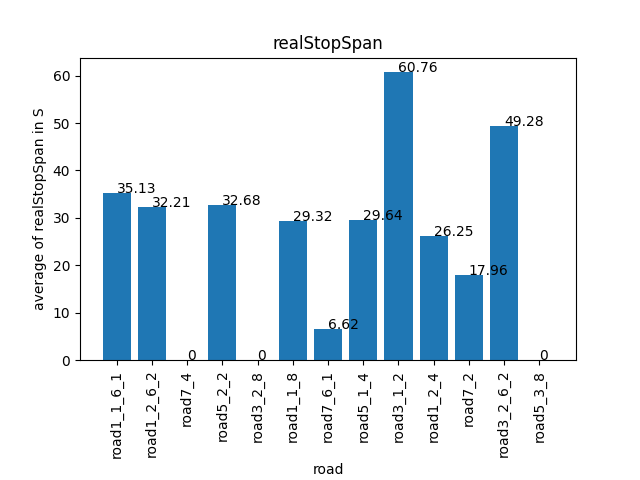 realStopSpan
average of realStopSpan in S
60
50
40
30
20
10
0
35.13
32.21
0
32.68
0
29.32
6.62
29.64
60.76
26.25
17.96
49.28
0
road1_1_6_1
road1_2_6_2
road7_4
road5_2_2
road3_2_8
road1_1_8
road7_6_1
road5_1_4
road3_1_2
road1_2_4
road7_2
road3_2_6_2
road5_3_8
road